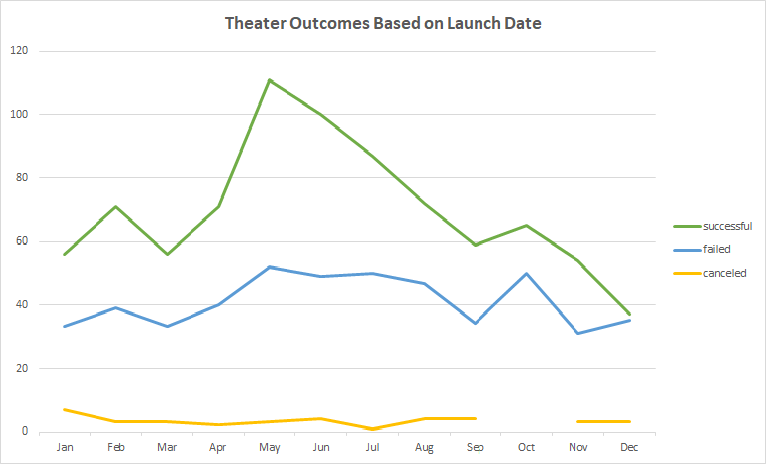 Theater Outcomes Based on Launch Date
120
100
80
60
40
20
0
Jan Feb Mar Apr May Jun Jul Aug Sep Oct Nov Dec
successful
failed
canceled